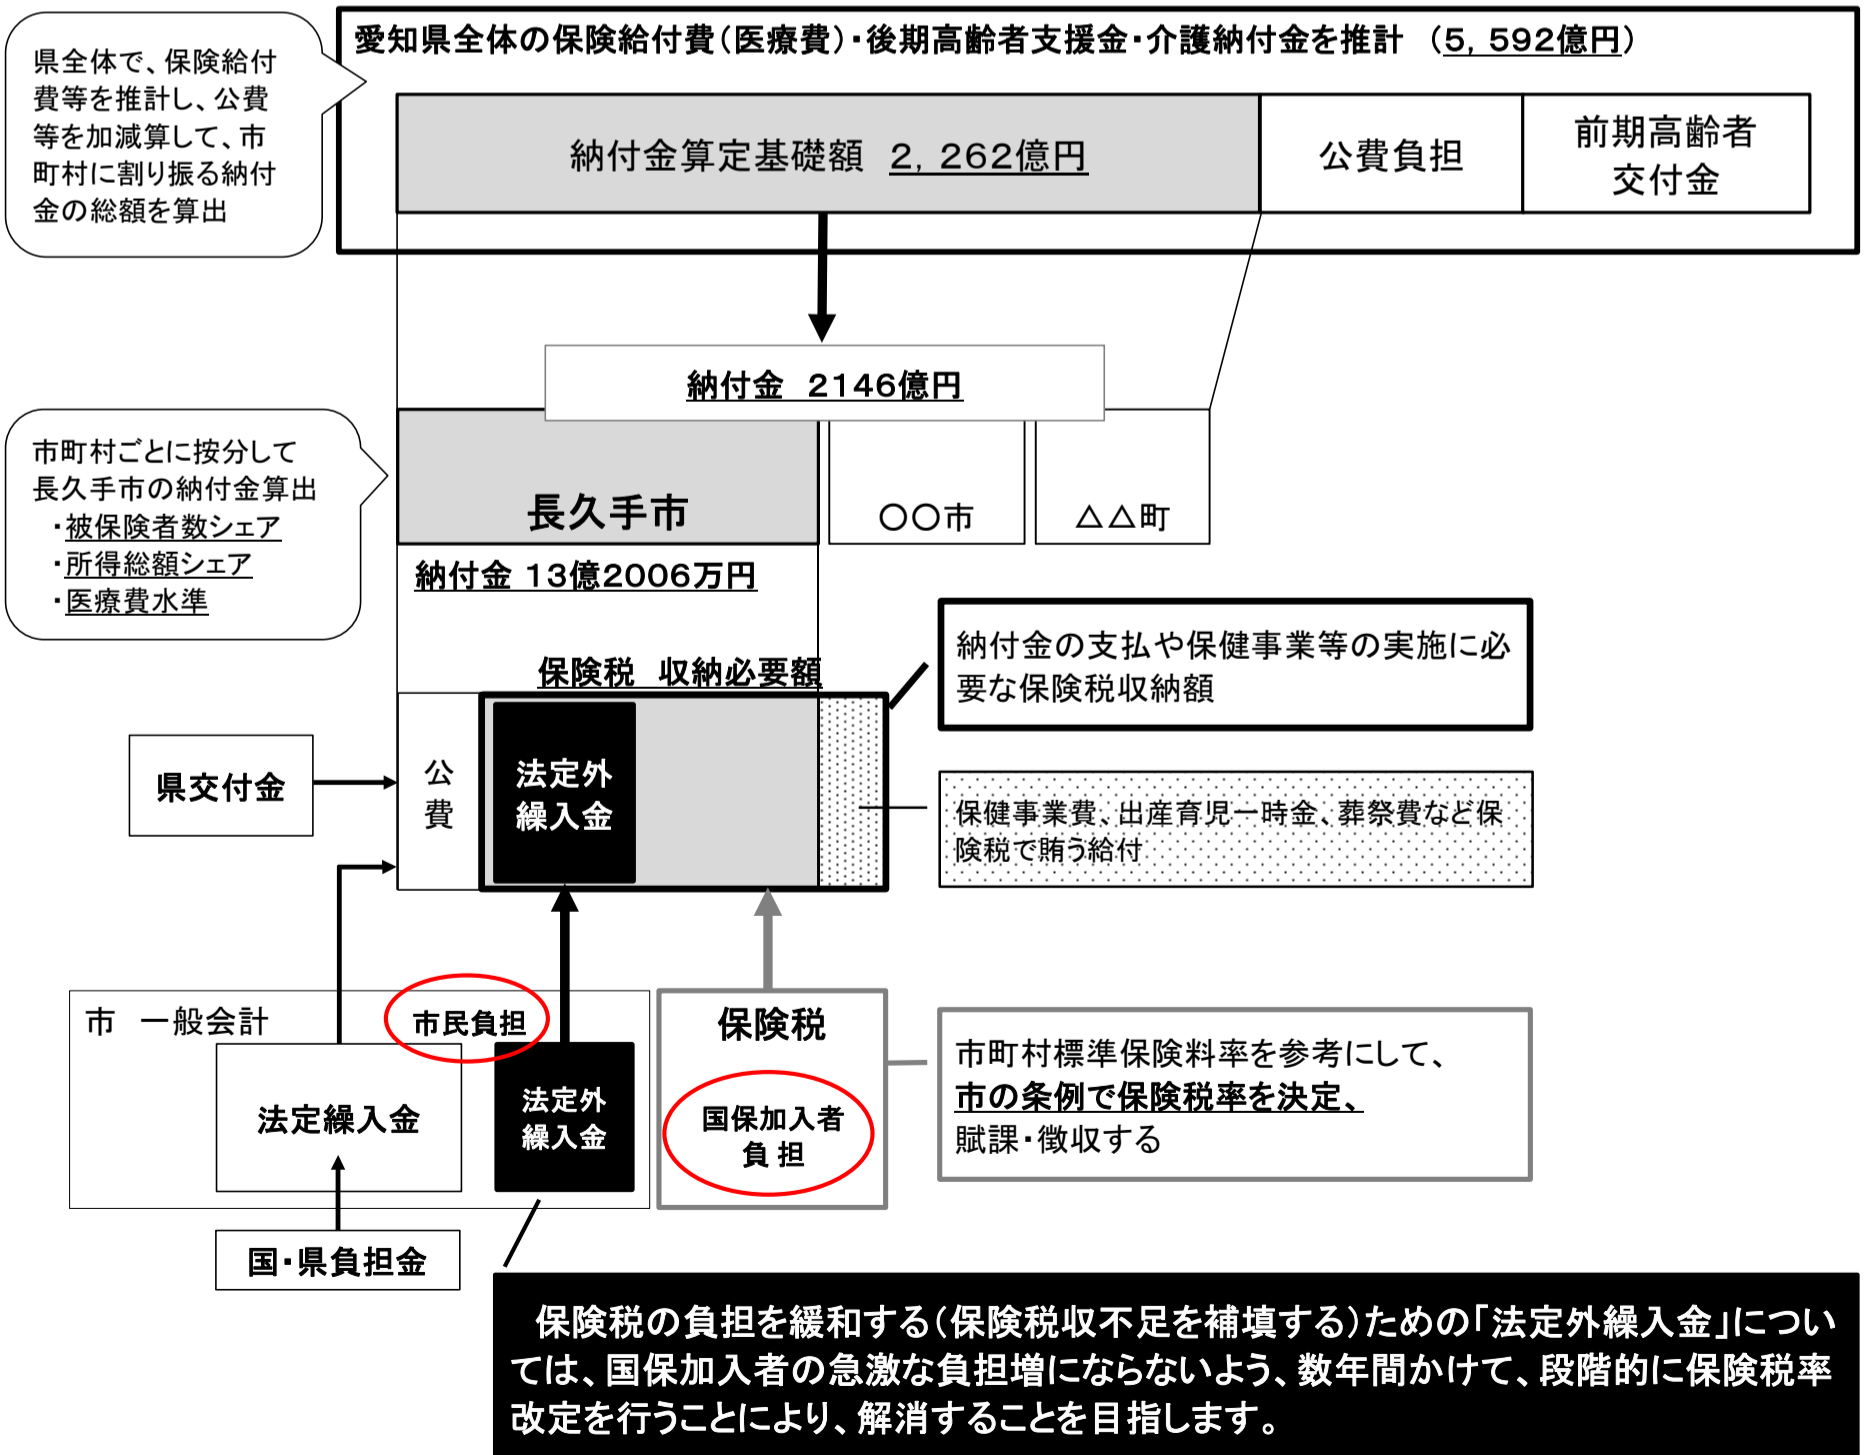 愛知県全体の保険給付費(医療費)・後期高齢者支援金・介護納付金を推計 (5,592億円)
県全体で、保険給付
費等を推計し、公費
等を加減算して、市
町村に割り振る納付
金の総額を算出
納付金算定基礎額 2,262億円
公費負担
前期高齢者
交付金
納付金 2146億円
市町村ごとに按分して
長久手市の納付金算出
・被保険者数シェア
・所得総額シェア
・医療費水準
長久手市
〇〇市
△△町
納付金 13億2006万円
保険税 収納必要額
納付金の支払や保健事業等の実施に必
要な保険税収納額
県交付金
公
費
法定外
繰入金
保健事業費、出産育児一時金、葬祭費など保
険税で賄う給付
市 一般会計
市民負担
法定繰入金
法定外
繰入金
保険税
国保加入者
負 担
市町村標準保険料率を参考にして、
市の条例で保険税率を決定、
賦課・徴収する
国・県負担金
保険税の負担を緩和する(保険税収不足を補填する)ための「法定外繰入金」につい
ては、国保加入者の急激な負担増にならないよう、数年間かけて、段階的に保険税率
改定を行うことにより、解消することを目指します。